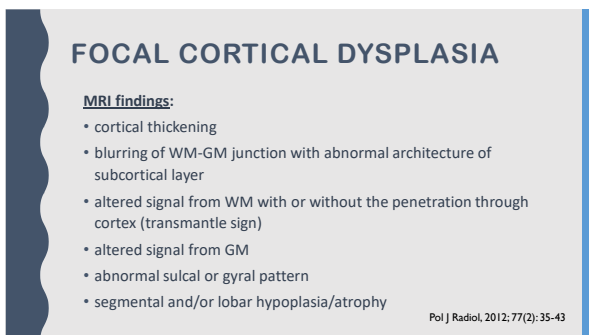 FOCAL CORTICAL DYSPLASIA
MRI findings:
• cortical thickening
• blurring of WM-GM junction with abnormal architecture of
subcortical layer
• altered signal from WM with or without the penetration through
cortex (transmantle sign)
• altered signal from GM
• abnormal sulcal or gyral pattern
• segmental and/or lobar hypoplasia/atrophy
Pol J Radiol, 2012; 77(2): 35-43